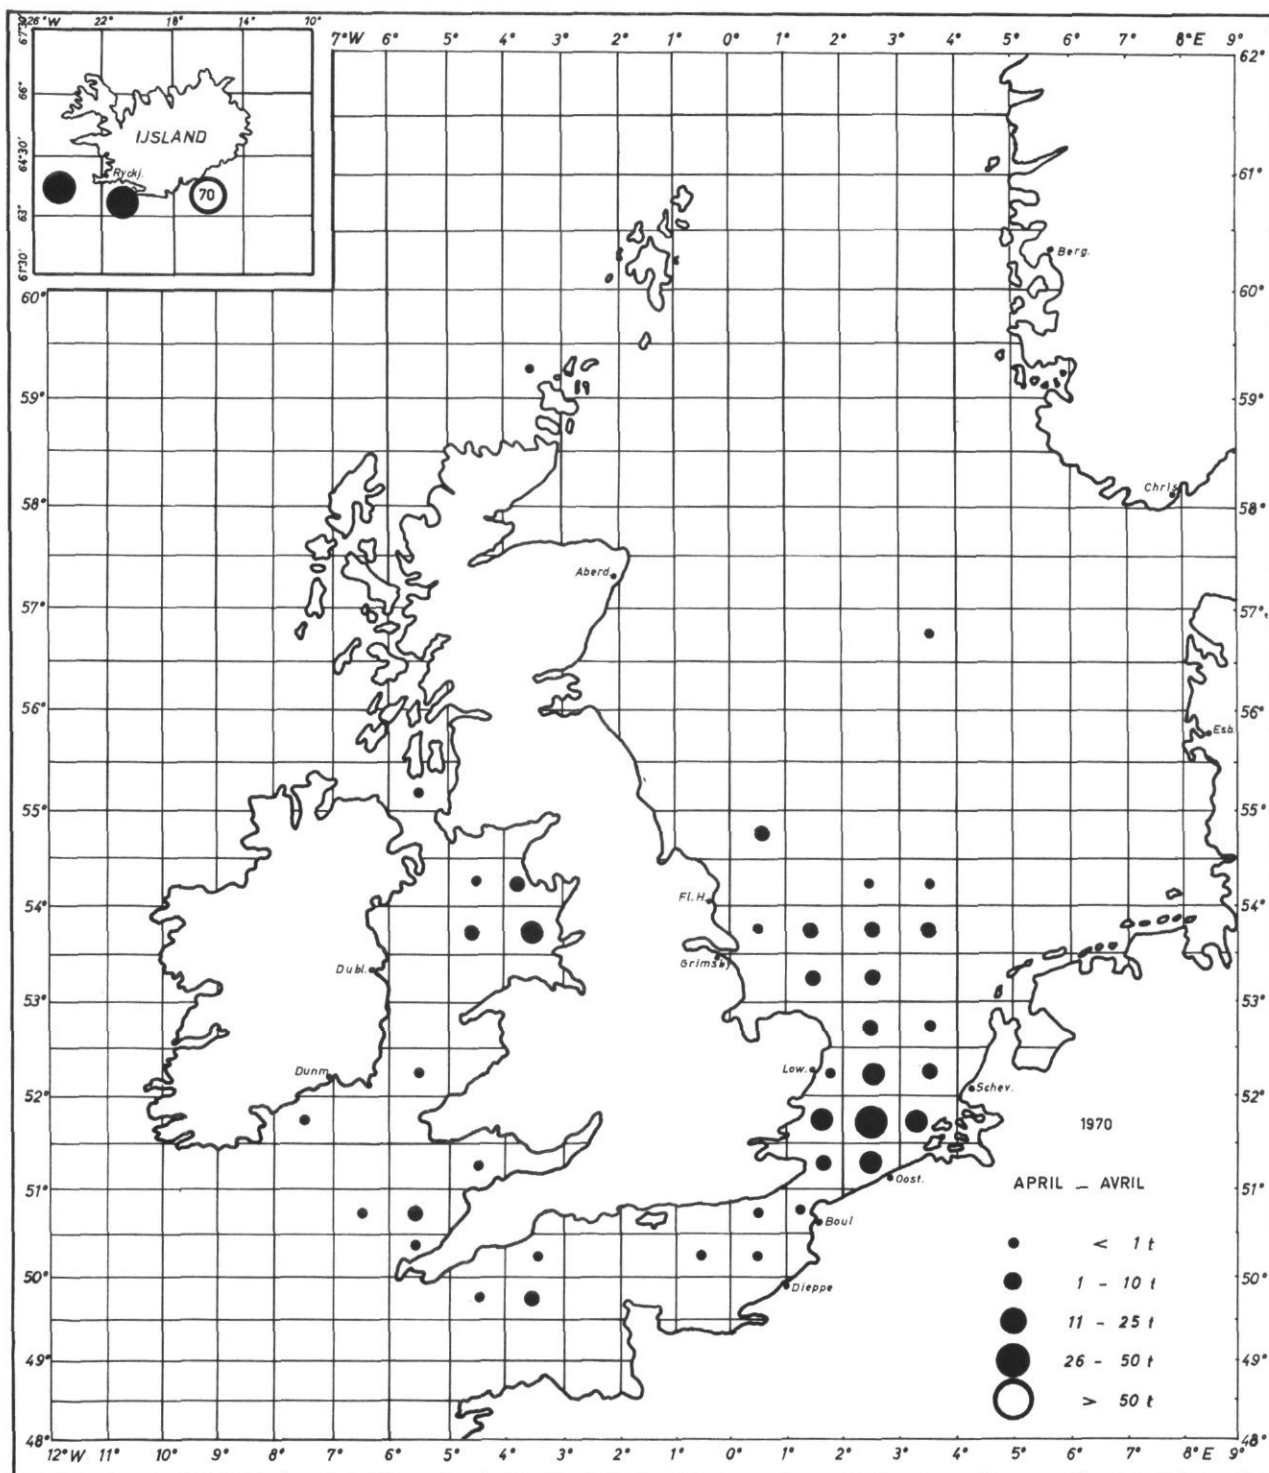 26°W 22° 18° 14° 10°
67°30'
66°
64°30'
63°
61°30'
IJSLAND
Ryckj.
70
7°W 6° 5° 4° 3° 2° 1° 0° 1° 2° 3° 4° 5° 6° 7° 8°E 9°
62°
61°
Berg.
60° 60°
59° 59°
Chris
58° 58°
Aberd.
57° 57°
56° 56°
Esb.
55° 55°
Fl.H.
54° 54°
Dubl.
Grimsby
53° 53°
Dunm.
Low.
Schev.
52° 52°
1970
Oost.
51° 51°
APRIL _ AVRIL
Boul
< 1 t
50° 50°
Dieppe
1 - 10 t
11 - 25 t
49° 49°
26 - 50 t
> 50 t
48° 48°
12°W 11° 10° 9° 8° 7° 6° 5° 4° 3° 2° 1° 0° 1° 2° 3° 4° 5° 6° 7° 8°E 9°